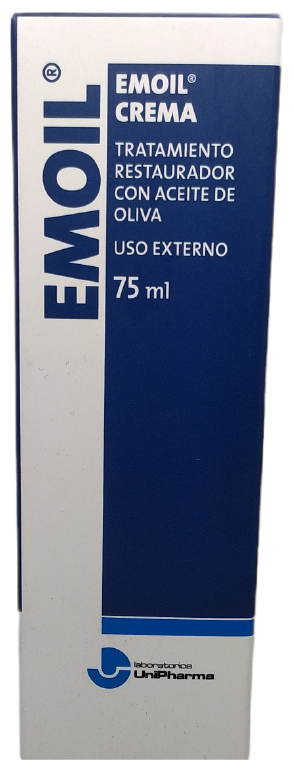 EMOIL®
EMOIL®
CREMA
TRATAMIENTO
RESTAURADOR
CON ACEITE DE
OLIVA
USO EXTERNO
75 ml
laboratorios
UniPharma